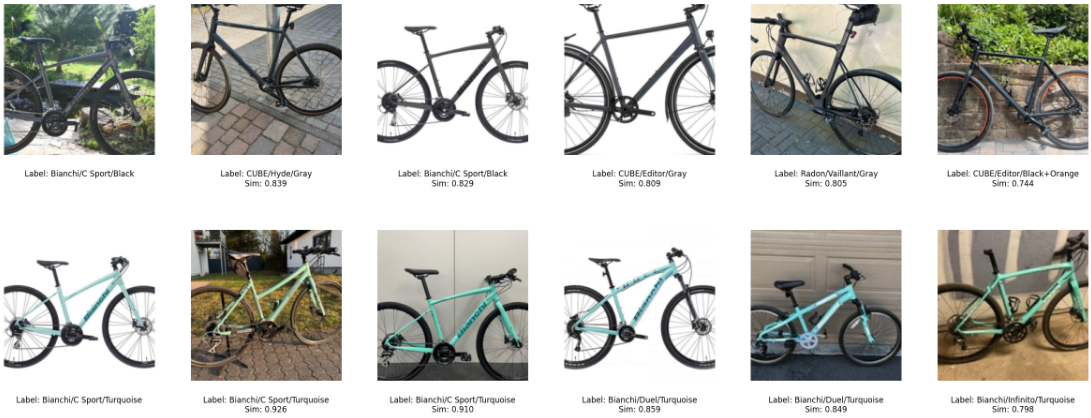 Label: Bianchi/C Sport/Black
Label: CUBE/Hyde/Gray
Sim: 0.839
Label: Bianchi/C Sport/Black
Sim: 0.829
Label: CUBE/Editor/Gray
Sim: 0.809
Label: Radon/Vaillant/Gray
Sim: 0.805
Label: CUBE/Editor/Black+Orange
Sim: 0.744
Bianchi
Bianchi
Bianchi
Label: Bianchi/C Sport/Turquoise
Label: Bianchi/C Sport/Turquoise
Sim: 0.926
Label: Bianchi/C Sport/Turquoise
Sim: 0.910
Label: Bianchi/Duel/Turquoise
Sim: 0.859
Label: Bianchi/Duel/Turquoise
Sim: 0.849
Label: Bianchi/Infinito/Turquoise
Sim: 0.798